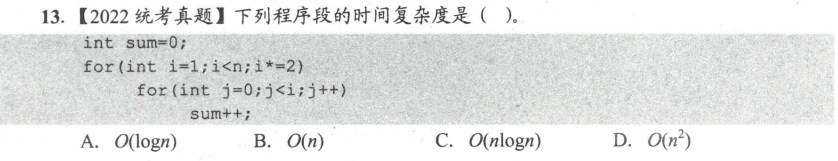 13. 【2022 统考真题】下列程序段的时间复杂度是（ ）。
int sum=0;
for(int i=1;i<n;i*=2)
for(int j=0;j<i;j++)
sum++;
A. O(logn) B. O(n) C. O(nlogn) D. O(n²)